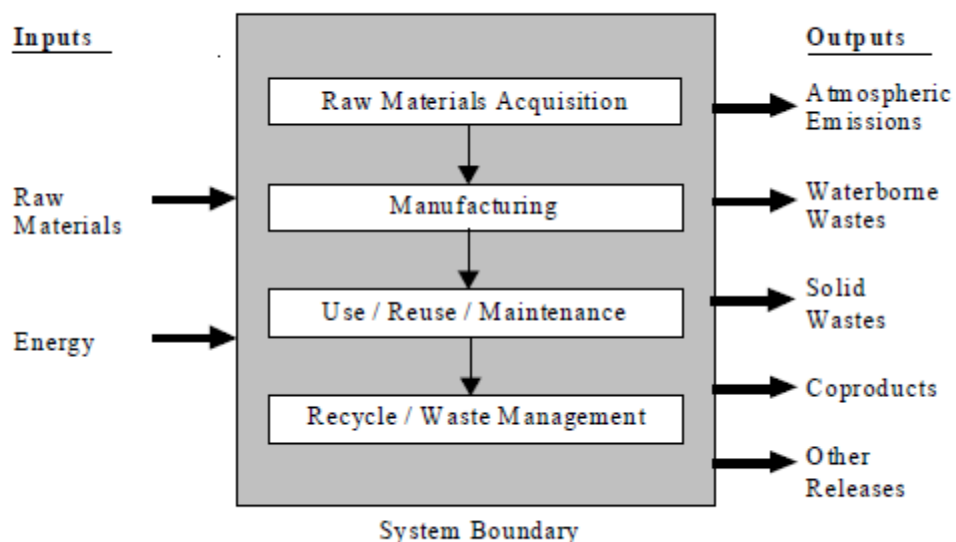 Inputs
Raw
Materials
Energy
Raw Materials Acquisition
Manufacturing
Use / Reuse / Maintenance
Recycle / Waste Management
System Boundary
Outputs
Atmospheric
Emissions
Waterborne
Wastes
Solid
Wastes
Coproducts
Other
Releases